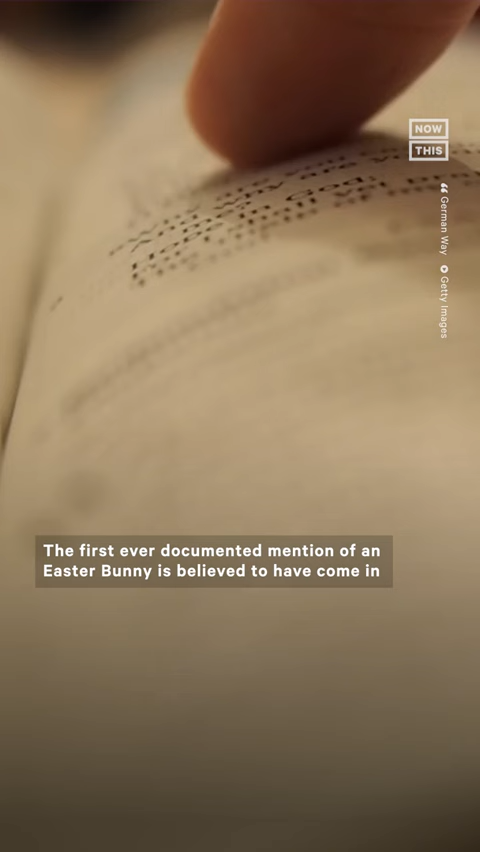 NOW
THIS
German Way
Getty Images
God,
The first ever documented mention of an
Easter Bunny is believed to have come in